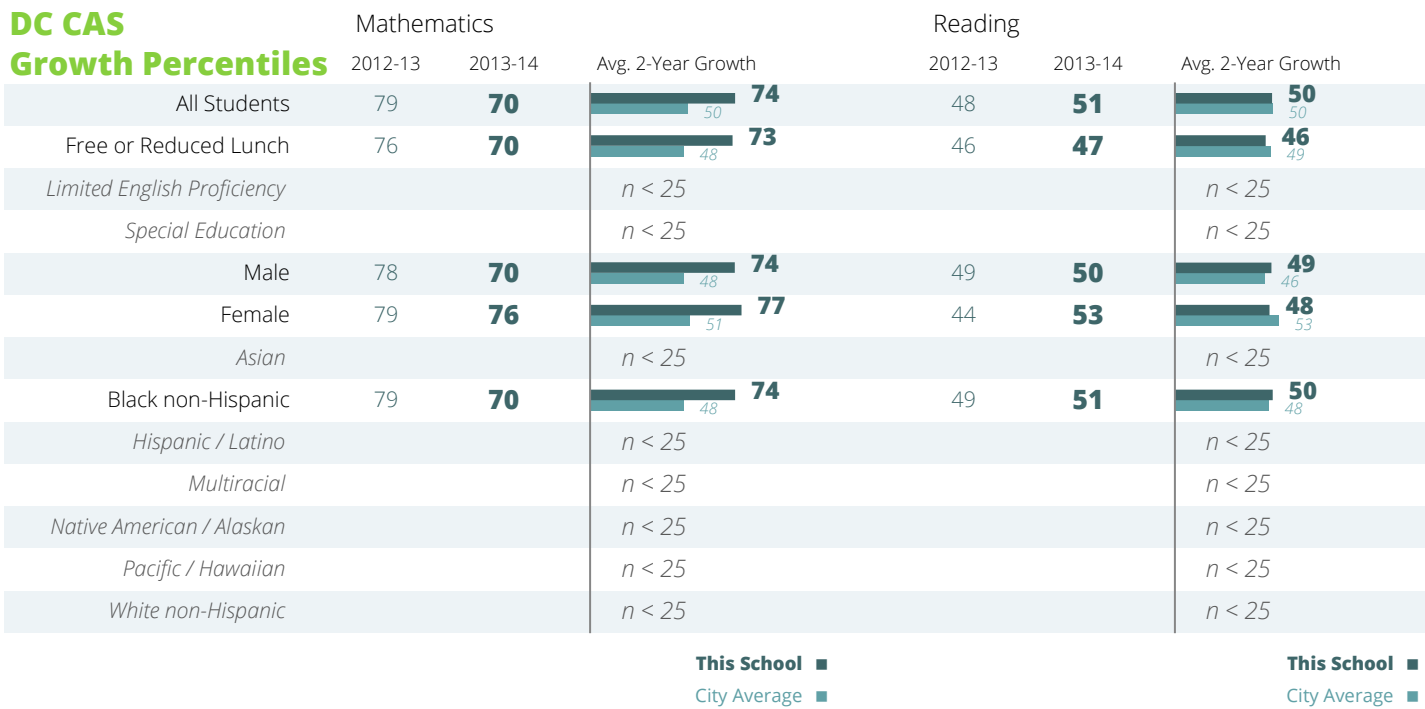 DC CAS
Growth Percentiles
Mathematics
Reading
2012-13 2013-14 Avg. 2-Year Growth 2012-13 2013-14 Avg. 2-Year Growth
All Students 79 70 74 50 48 51 50 50
Free or Reduced Lunch 76 70 73 48 46 47 46 49
Limited English Proficiency n < 25 n < 25
Special Education n < 25 n < 25
Male 78 70 74 48 49 50 49 46
Female 79 76 77 51 44 53 48 53
Asian n < 25 n < 25
Black non-Hispanic 79 70 74 48 49 51 50 48
Hispanic / Latino n < 25 n < 25
Multiracial n < 25 n < 25
Native American / Alaskan n < 25 n < 25
Pacific / Hawaiian n < 25 n < 25
White non-Hispanic n < 25 n < 25
This School This School
City Average City Average